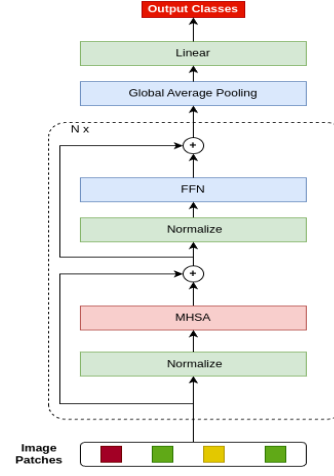 Output Classes
Linear
Global Average Pooling
N x
+
FFN
Normalize
+
MHSA
Normalize
Image
Patches